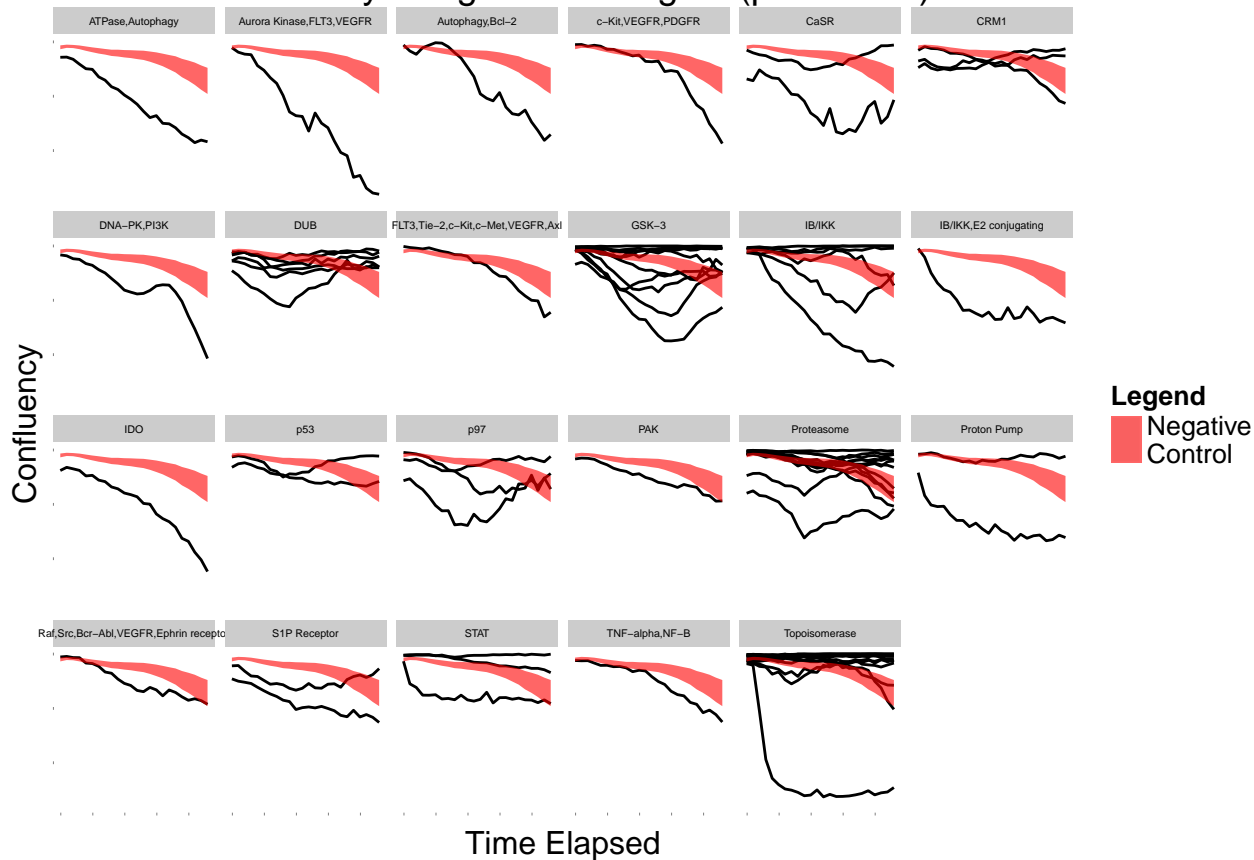 ATPase,Autophagy
Aurora Kinase,FLT3,VEGFR
Autophagy,Bcl−2
c−Kit,VEGFR,PDGFR
CaSR
CRM1
DNA−PK,PI3K
DUB
FLT3,Tie−2,c−Kit,c−Met,VEGFR,Axl
GSK−3
IB/IKK
IB/IKK,E2 conjugating
IDO
p53
p97
PAK
Proteasome
Proton Pump
Raf,Src,Bcr−Abl,VEGFR,Ephrin recepto
S1P Receptor
STAT
TNF−alpha,NF−B
Topoisomerase
Confluency
Time Elapsed
Legend
Negative
Control